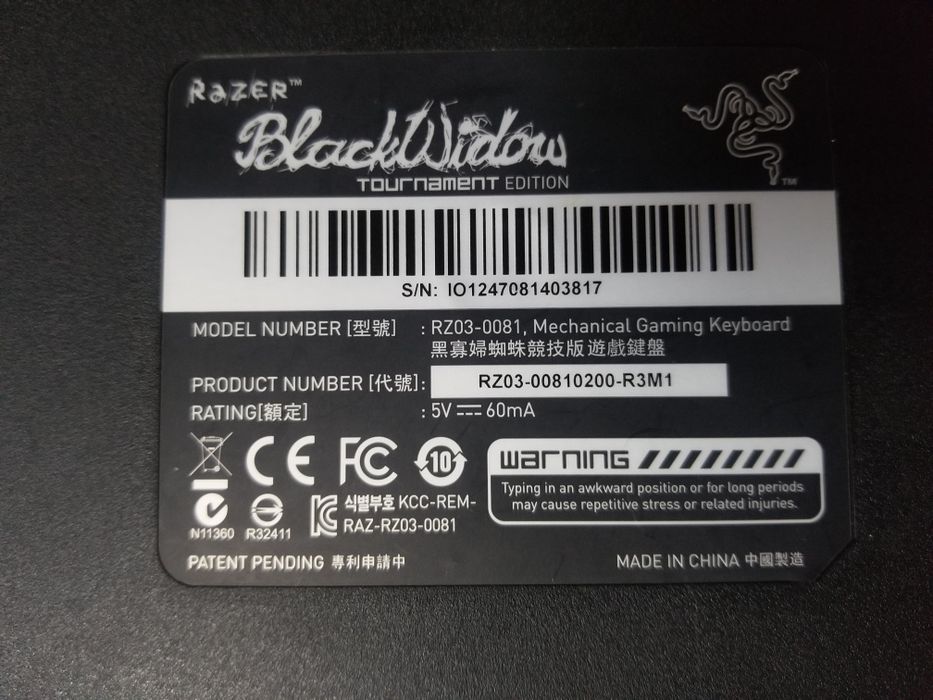 RAZER™
BlackWidow
TOURNAMENT EDITION
TM
S/N: IO1247081403817
MODEL NUMBER [型號] : RZ03-0081, Mechanical Gaming Keyboard
黑寡婦蜘蛛競技版遊戲鍵盤
PRODUCT NUMBER [代號] : RZ03-00810200-R3M1
RATING[額定] : 5V ⎓ 60mA
CE FC 10
WARNING
Typing in an awkward position or for long periods
may cause repetitive stress or related injuries.
식별부호 KCC-REM-
RAZ-RZ03-0081
N11360 R32411
PATENT PENDING 專利申請中
MADE IN CHINA 中國製造